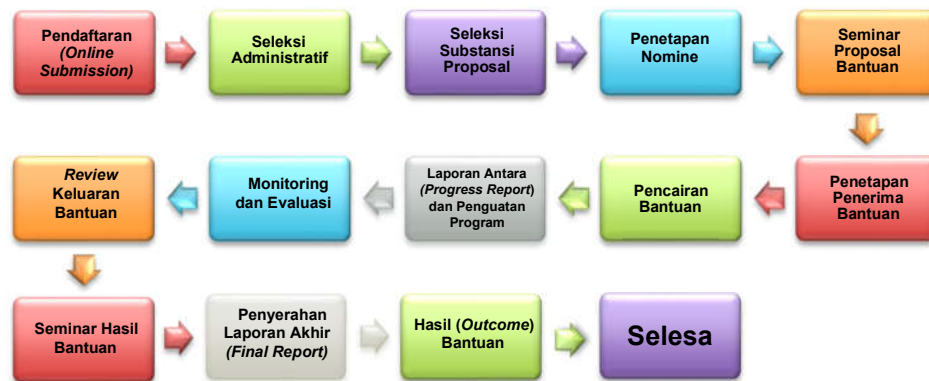 Pendaftaran
(Online
Submission)
Seleksi
Administratif
Seleksi
Substansi
Proposal
Penetapan
Nomine
Seminar
Proposal
Bantuan
Review
Keluaran
Bantuan
Monitoring
dan Evaluasi
Laporan Antara
(Progress Report)
dan Penguatan
Program
Pencairan
Bantuan
Penetapan
Penerima
Bantuan
Seminar Hasil
Bantuan
Penyerahan
Laporan Akhir
(Final Report)
Hasil (Outcome)
Bantuan
Selesa